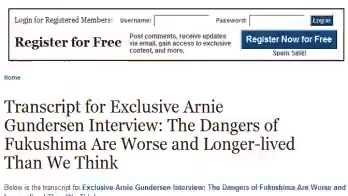 Login for Registered Members: Username: Password: Log in
Register for Free
Post comments, receive updates
via email, gain access to exclusive
content, and more.
Register Now for Free
Spam Safe!
Home
Transcript for Exclusive Arnie
Gundersen Interview: The Dangers of
Fukushima Are Worse and Longer-lived
Than We Think
Below is the transcript for Exclusive Arnie Gundersen Interview: The Dangers of Fukushima Are Worse and